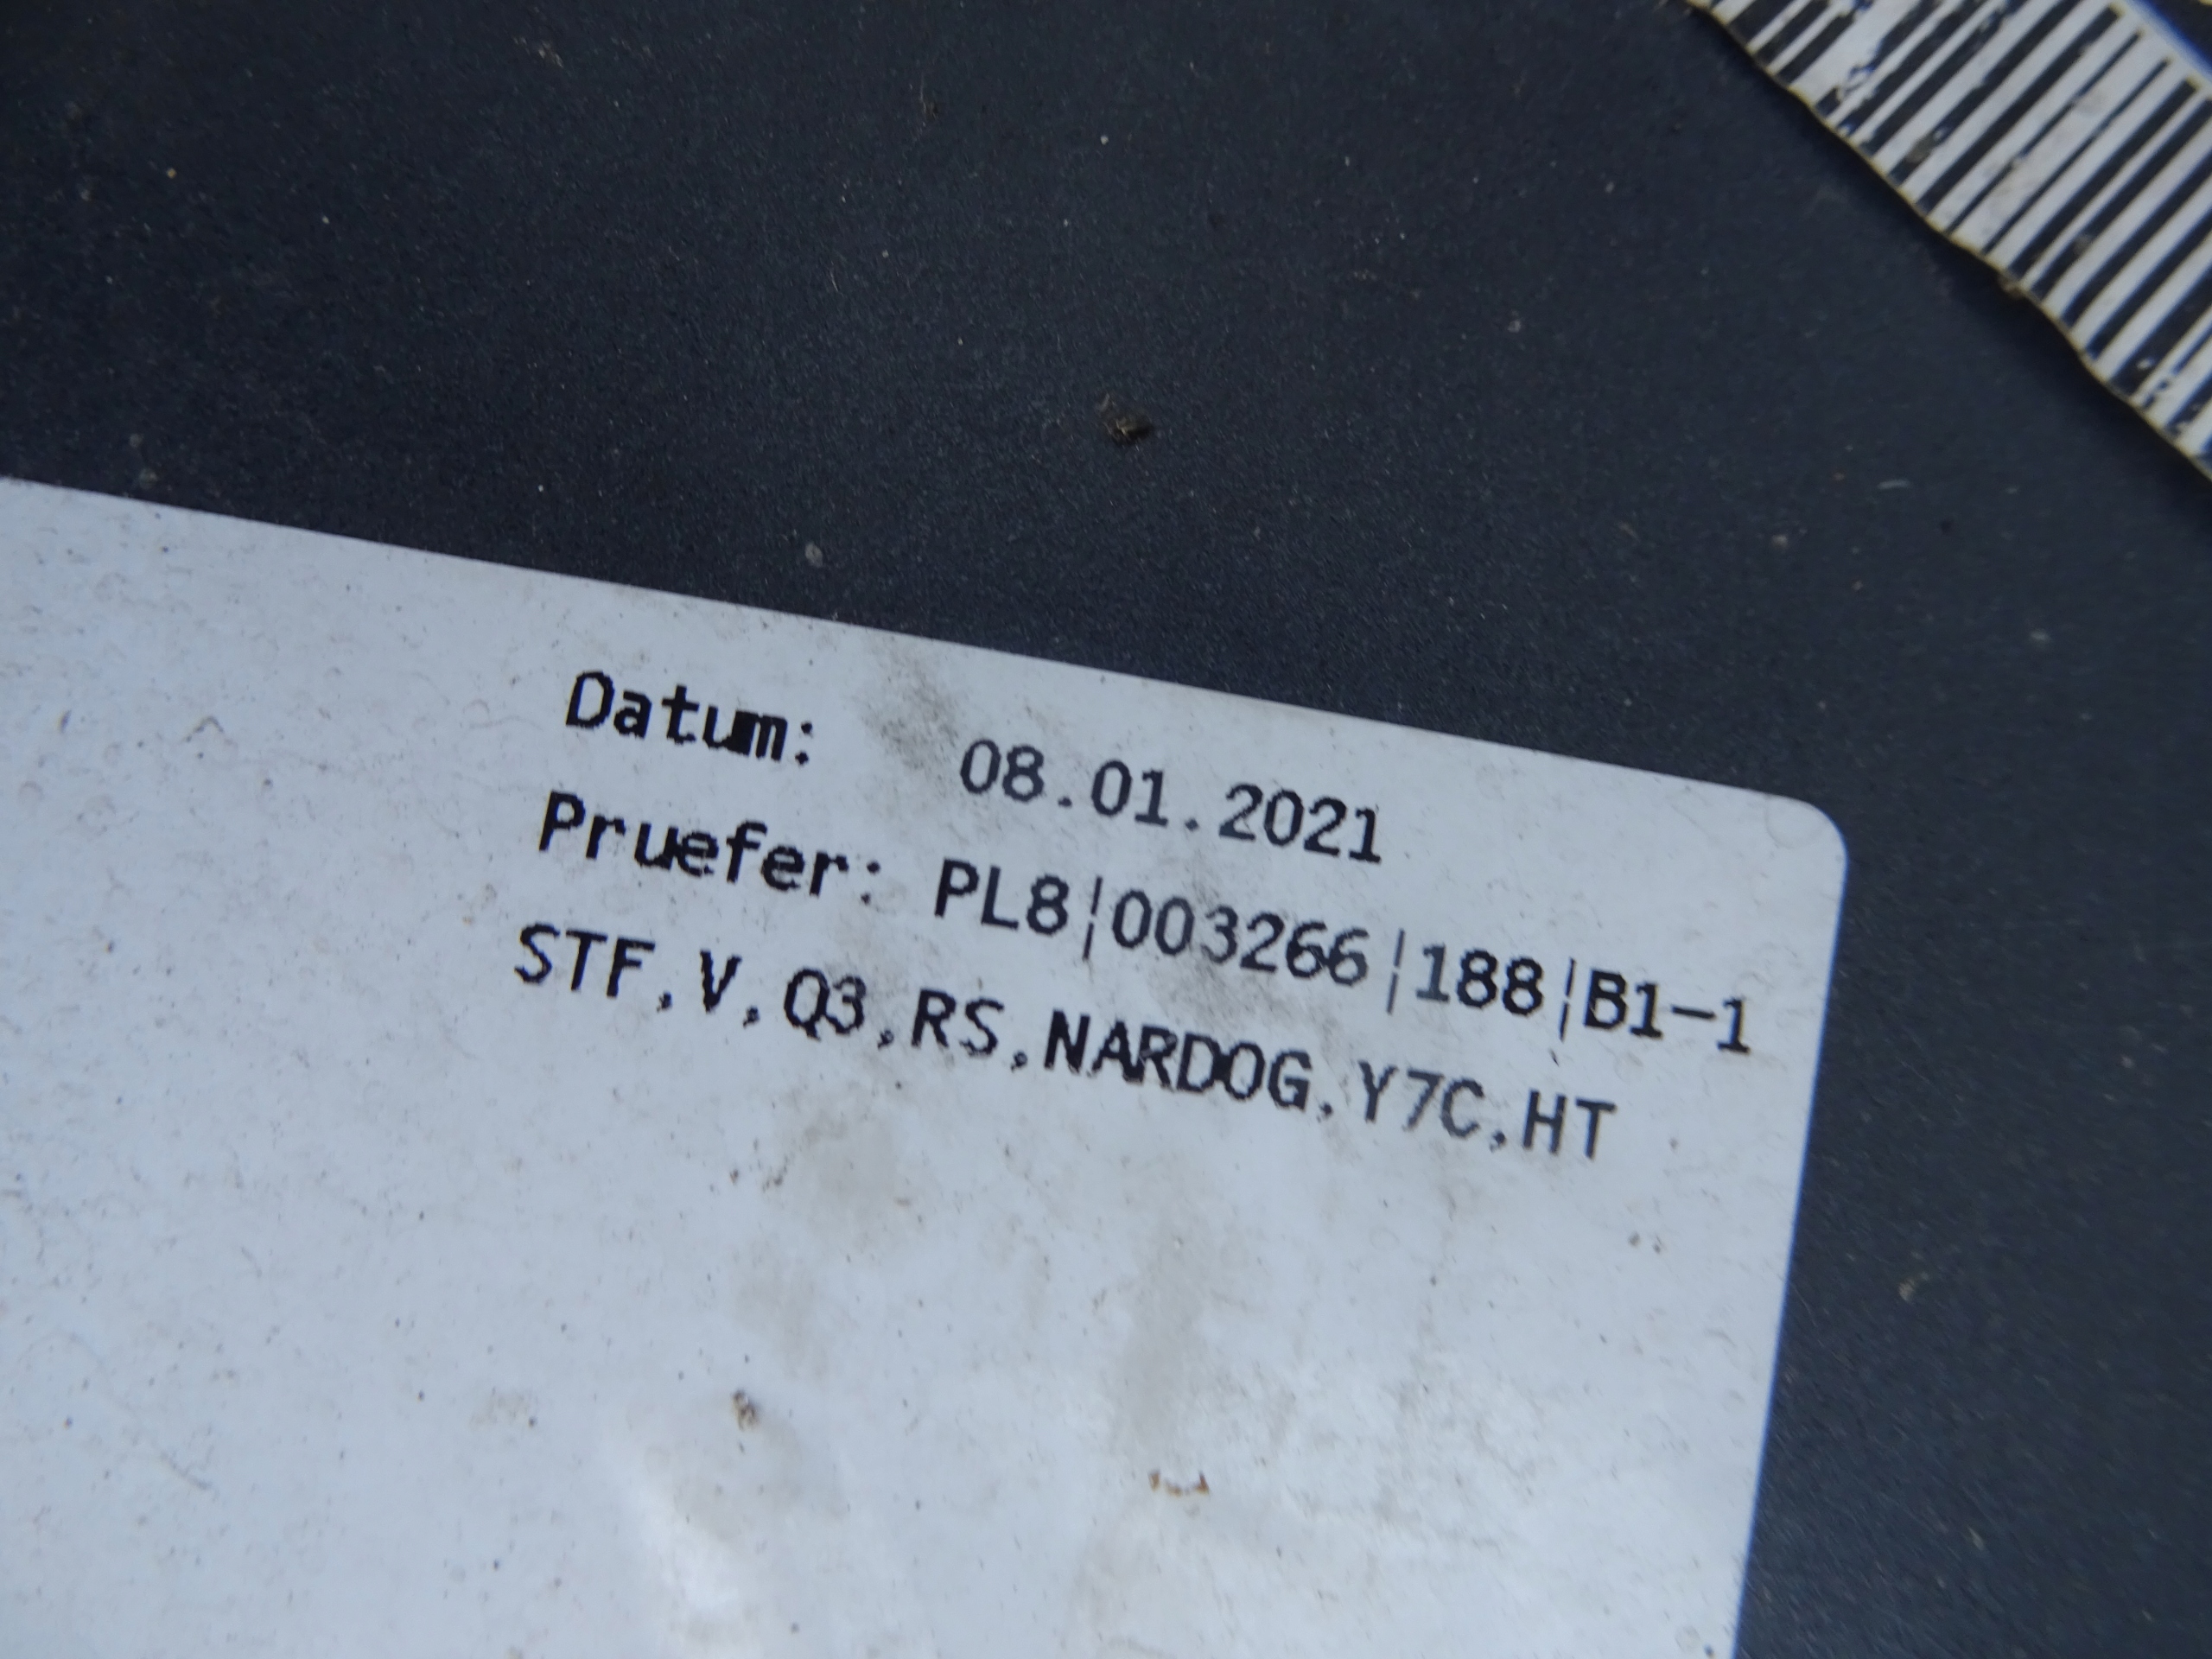 Datum: 08.01.2021
Pruefer: PL8¦003266¦188¦B1-1
STF,V,Q3,RS,NARDOG,Y7C,HT